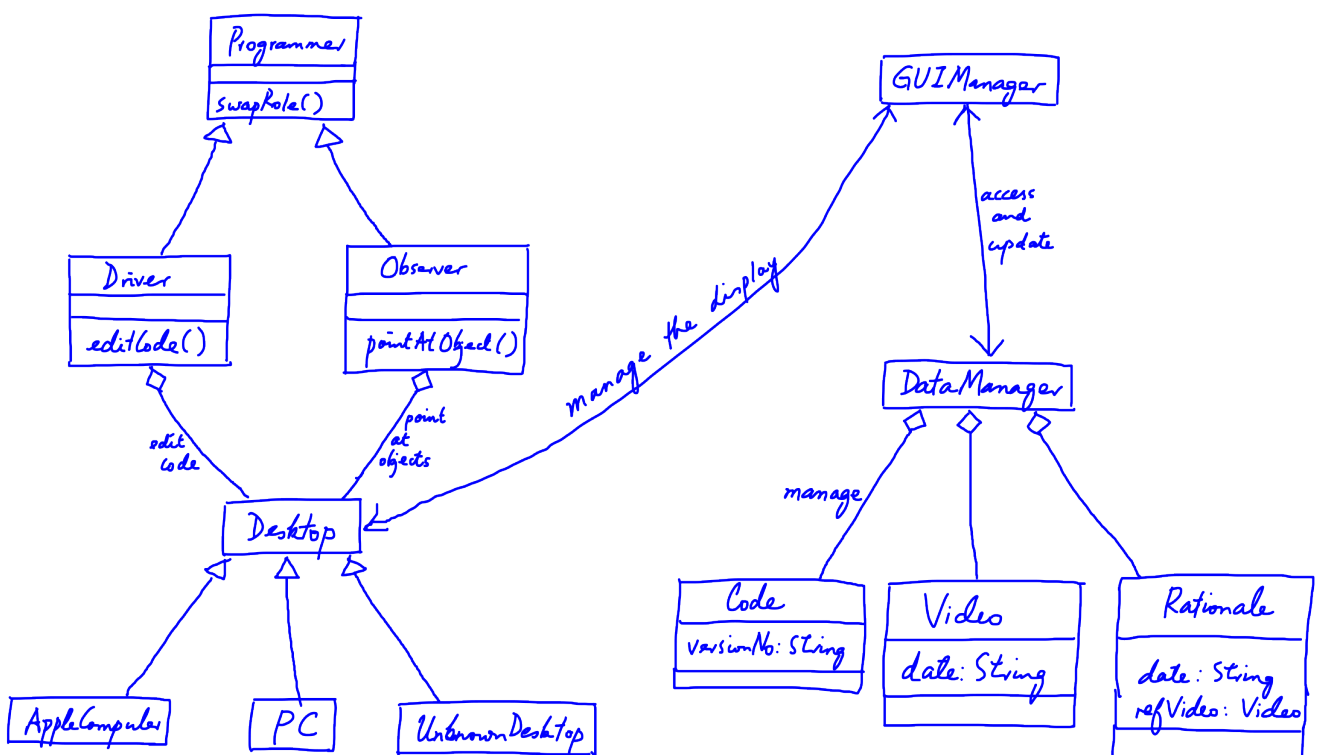 Programmer
swapRole()
GUIManager
access
and
update
Driver
editCode()
Observer
pointAtObject()
manage the display
DataManager
edit
code
point
at
objects
manage
Desktop
Code
versionNo: String
Video
date: String
Rationale
date: String
refVideo: Video
AppleComputer
PC
UnknownDesktop